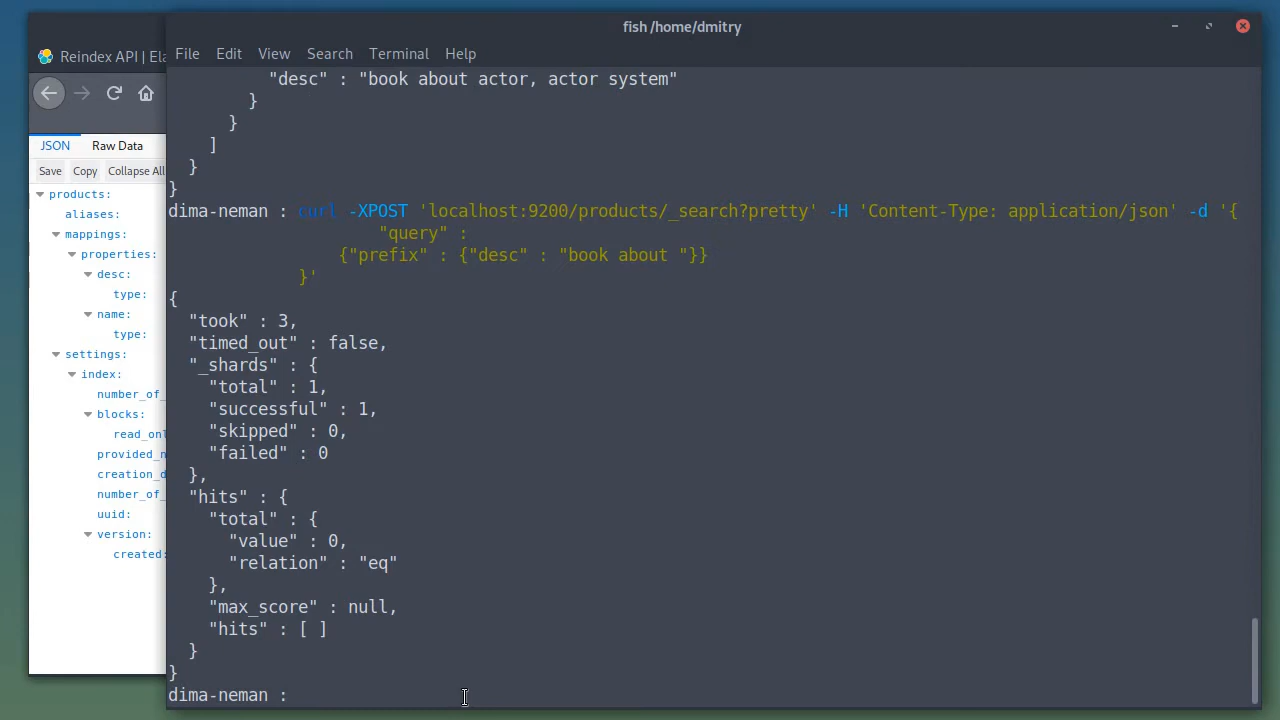 fish /home/dmitry
Reindex API | Ela
File Edit View Search Terminal Help
JSON Raw Data
Save Copy Collapse All
products:
aliases:
mappings:
properties:
desc:
type:
name:
type:
settings:
index:
number_of_
blocks:
read_onl
provided_n
creation_d
number_of_
uuid:
version:
created:
"desc" : "book about actor, actor system"
}
}
]
}
}
dima-neman : curl -XPOST 'localhost:9200/products/_search?pretty' -H 'Content-Type: application/json' -d '{
"query" :
{"prefix" : {"desc" : "book about "}}
}'
{
"took" : 3,
"timed_out" : false,
"_shards" : {
"total" : 1,
"successful" : 1,
"skipped" : 0,
"failed" : 0
},
"hits" : {
"total" : {
"value" : 0,
"relation" : "eq"
},
"max_score" : null,
"hits" : [ ]
}
}
dima-neman :